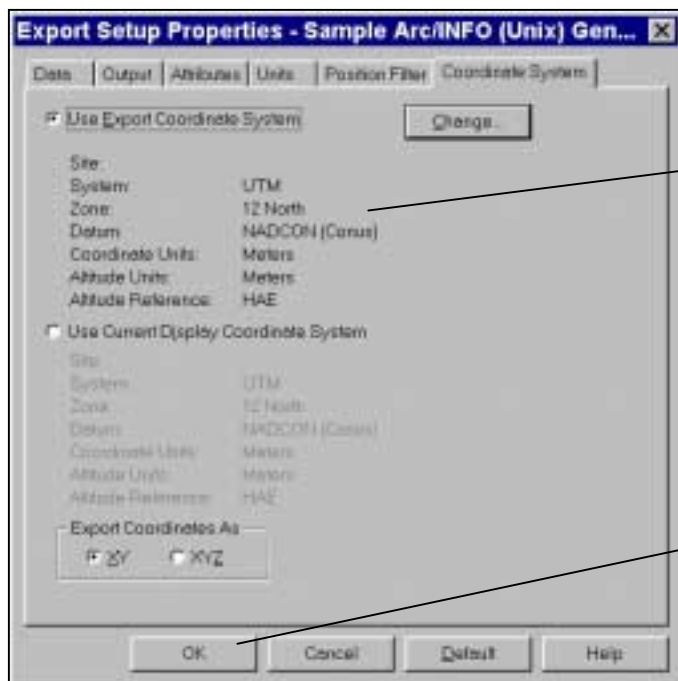 Export Setup Properties - Sample Arc/INFO (Unix) Gen...
Data Output Attributes Units Position Filter Coordinate System
Use Export Coordinate System Change...
Site:
System: UTM
Zone: 12 North
Datum: NADCON (Conus)
Coordinate Units: Meters
Altitude Units: Meters
Altitude Reference: HAE
Use Current Display Coordinate System
Site:
System: UTM
Zone: 12 North
Datum: NADCON (Conus)
Coordinate Units: Meters
Altitude Units: Meters
Altitude Reference: HAE
Export Coordinates As
XY XYZ
OK Cancel Default Help